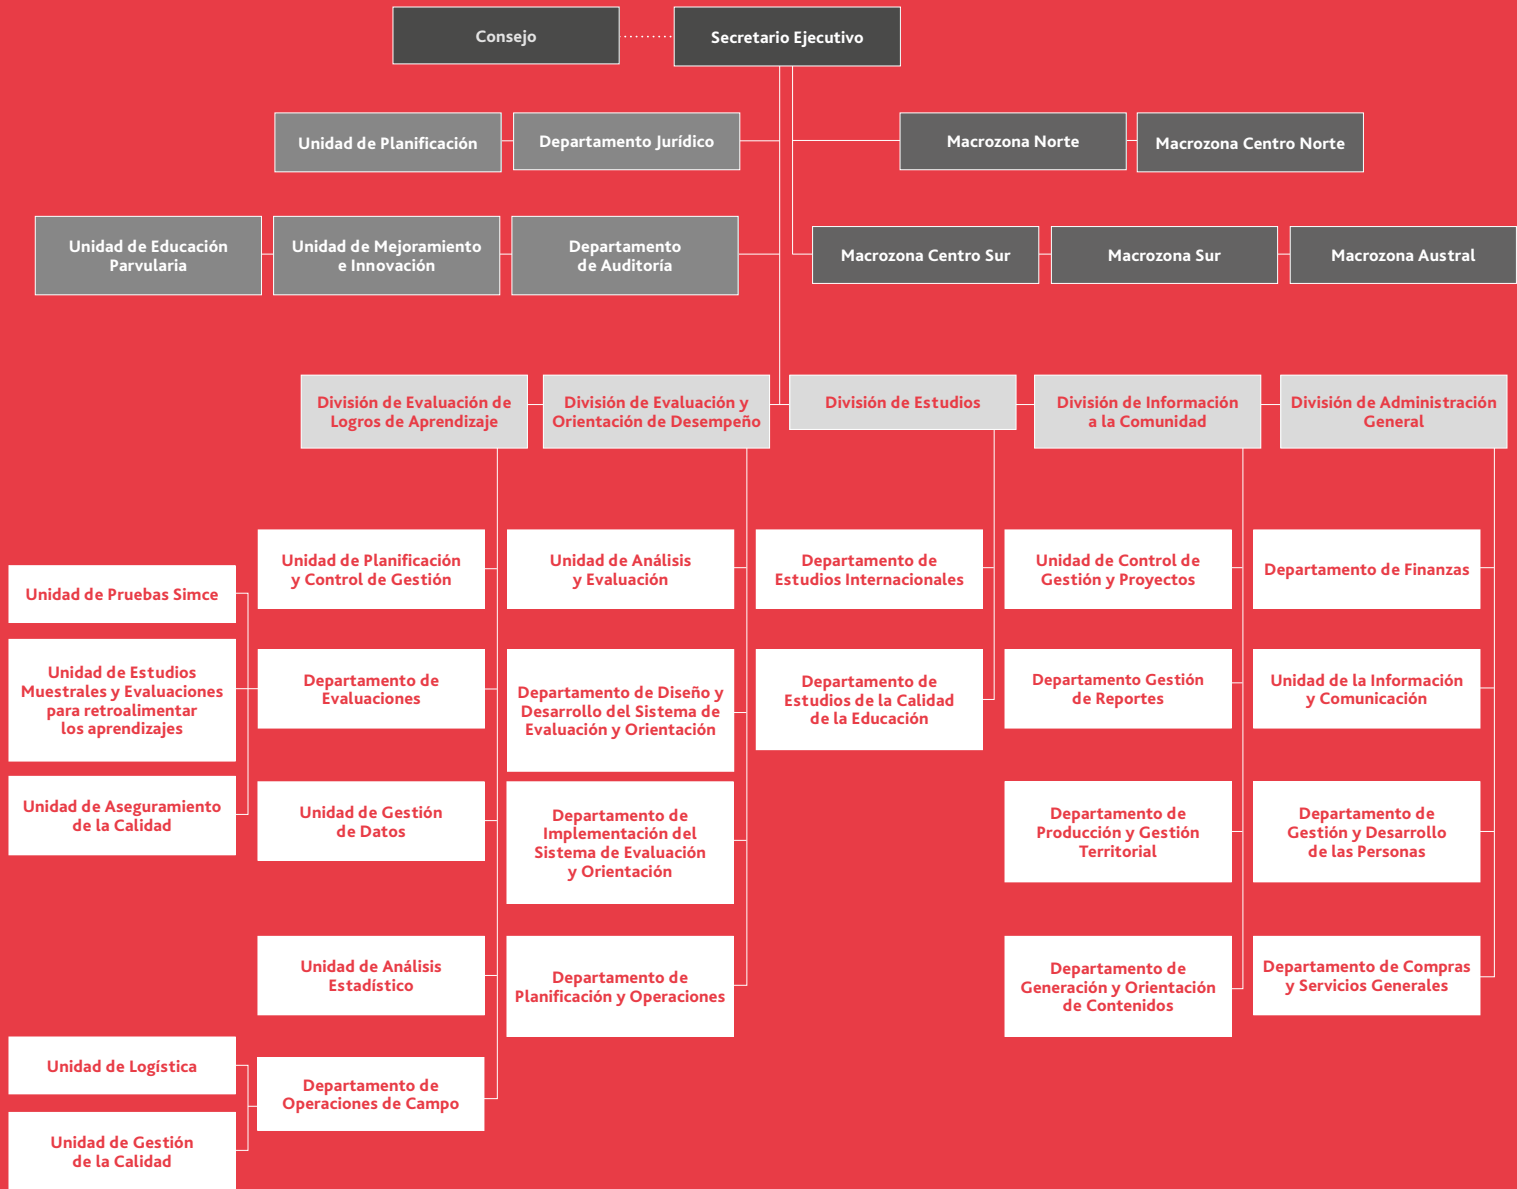 Consejo
Secretario Ejecutivo
Unidad de Planificación
Departamento Jurídico
Macrozona Norte
Macrozona Centro Norte
Unidad de Educación
Parvularia
Unidad de Mejoramiento
e Innovación
Departamento
de Auditoría
Macrozona Centro Sur
Macrozona Sur
Macrozona Austral
División de Evaluación de
Logros de Aprendizaje
División de Evaluación y
Orientación de Desempeño
División de Estudios
División de Información
a la Comunidad
División de Administración
General
Unidad de Pruebas Simce
Unidad de Estudios
Muestrales y Evaluaciones
para retroalimentar
los aprendizajes
Unidad de Aseguramiento
de la Calidad
Unidad de Logística
Unidad de Gestión
de la Calidad
Unidad de Planificación
y Control de Gestión
Departamento de
Evaluaciones
Unidad de Gestión
de Datos
Unidad de Análisis
Estadístico
Departamento de
Operaciones de Campo
Unidad de Análisis
y Evaluación
Departamento de Diseño y
Desarrollo del Sistema de
Evaluación y Orientación
Departamento de
Implementación del
Sistema de Evaluación
y Orientación
Departamento de
Planificación y Operaciones
Departamento de
Estudios Internacionales
Departamento de
Estudios de la Calidad
de la Educación
Unidad de Control de
Gestión y Proyectos
Departamento Gestión
de Reportes
Departamento de
Producción y Gestión
Territorial
Departamento de
Generación y Orientación
de Contenidos
Departamento de Finanzas
Unidad de la Información
y Comunicación
Departamento de
Gestión y Desarrollo
de las Personas
Departamento de Compras
y Servicios Generales